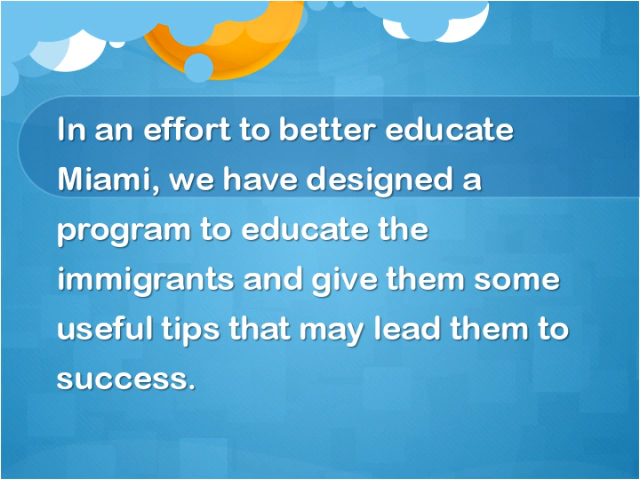 In an effort to better educate
Miami, we have designed a
program to educate the
immigrants and give them some
useful tips that may lead them to
success.